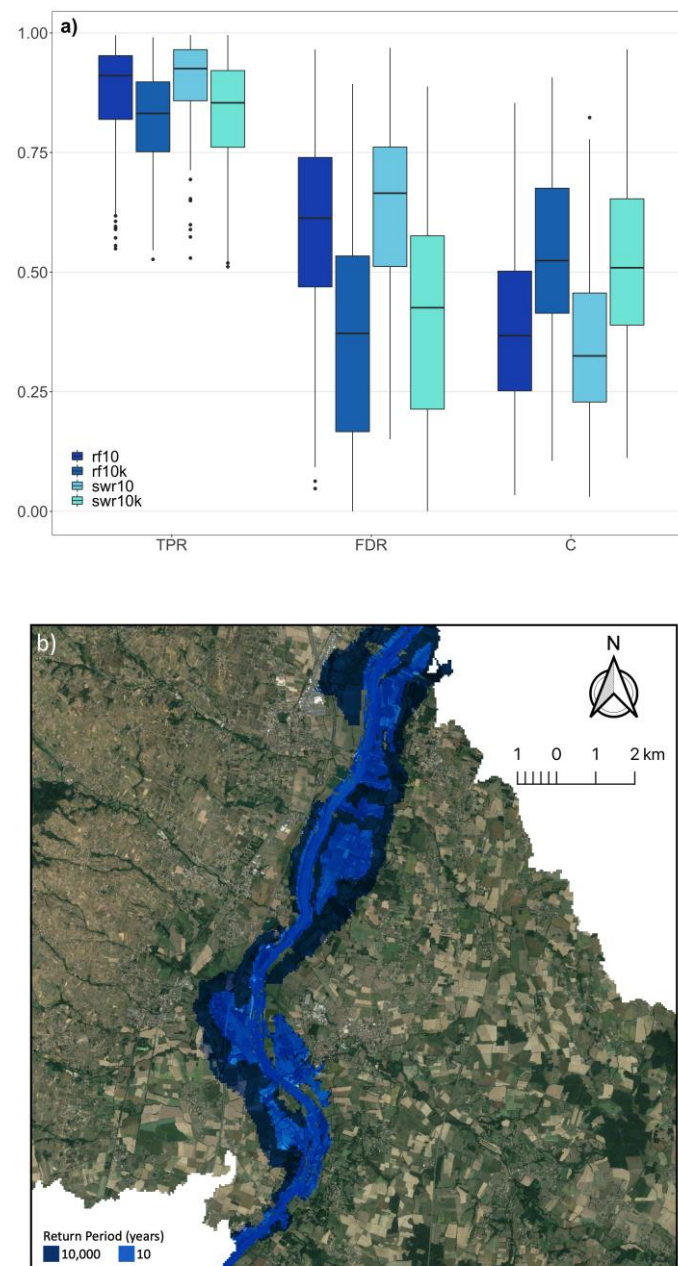 a)
1.00
0.75
0.50
0.25
0.00
rf10
rf10k
swr10
swr10k
TPR FDR C
b)
N
1 0 1 2 km
Return Period (years)
10,000 10